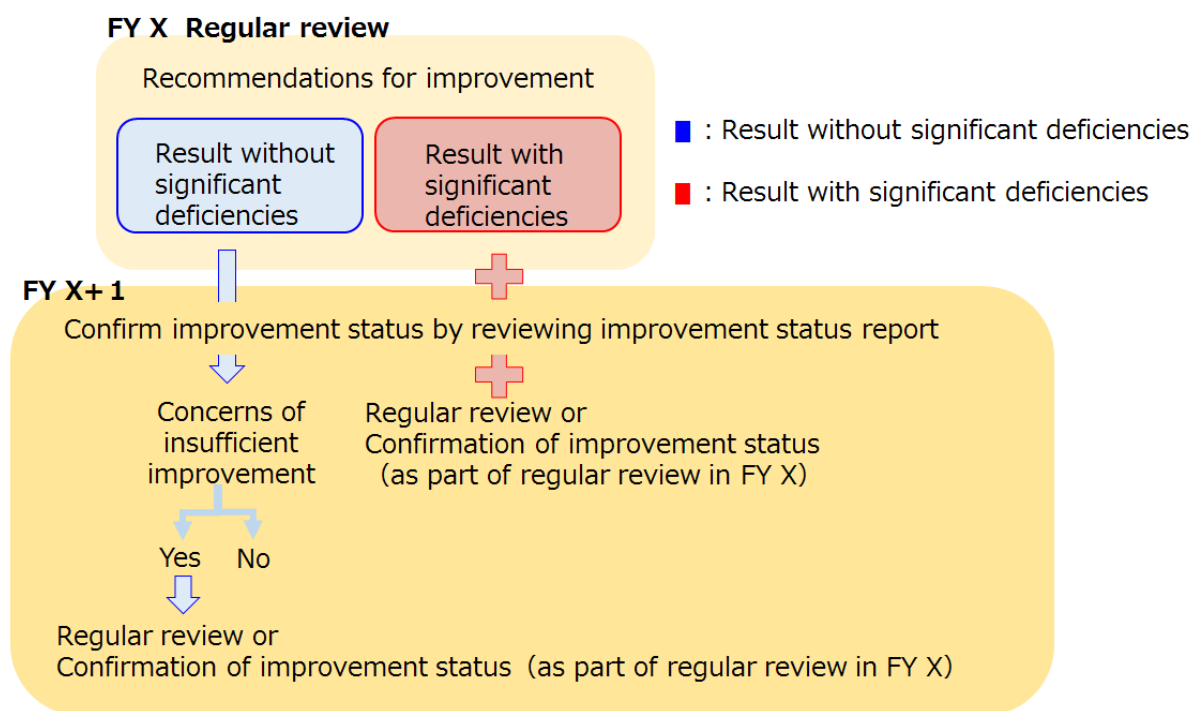 FY X Regular review
Recommendations for improvement
Result without
significant
deficiencies
Result with
significant
deficiencies
: Result without significant deficiencies
: Result with significant deficiencies
FY X+1
Confirm improvement status by reviewing improvement status report
Concerns of
insufficient
improvement
Regular review or
Confirmation of improvement status
（as part of regular review in FY X）
Yes No
Regular review or
Confirmation of improvement status（as part of regular review in FY X）